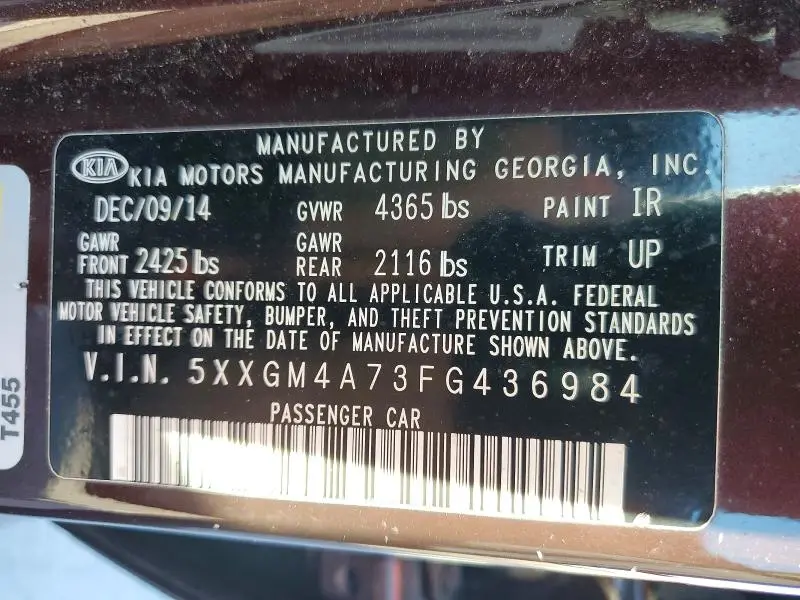 MANUFACTURED BY
KIA KIA MOTORS MANUFACTURING GEORGIA, INC.
DEC/09/14 GVWR 4365 lbs PAINT IR
GAWR FRONT 2425 lbs GAWR REAR 2116 lbs TRIM UP
THIS VEHICLE CONFORMS TO ALL APPLICABLE U.S.A. FEDERAL
MOTOR VEHICLE SAFETY, BUMPER, AND THEFT PREVENTION STANDARDS
IN EFFECT ON THE DATE OF MANUFACTURE SHOWN ABOVE.
V.I.N. 5XXGM4A73FG436984
PASSENGER CAR
T455